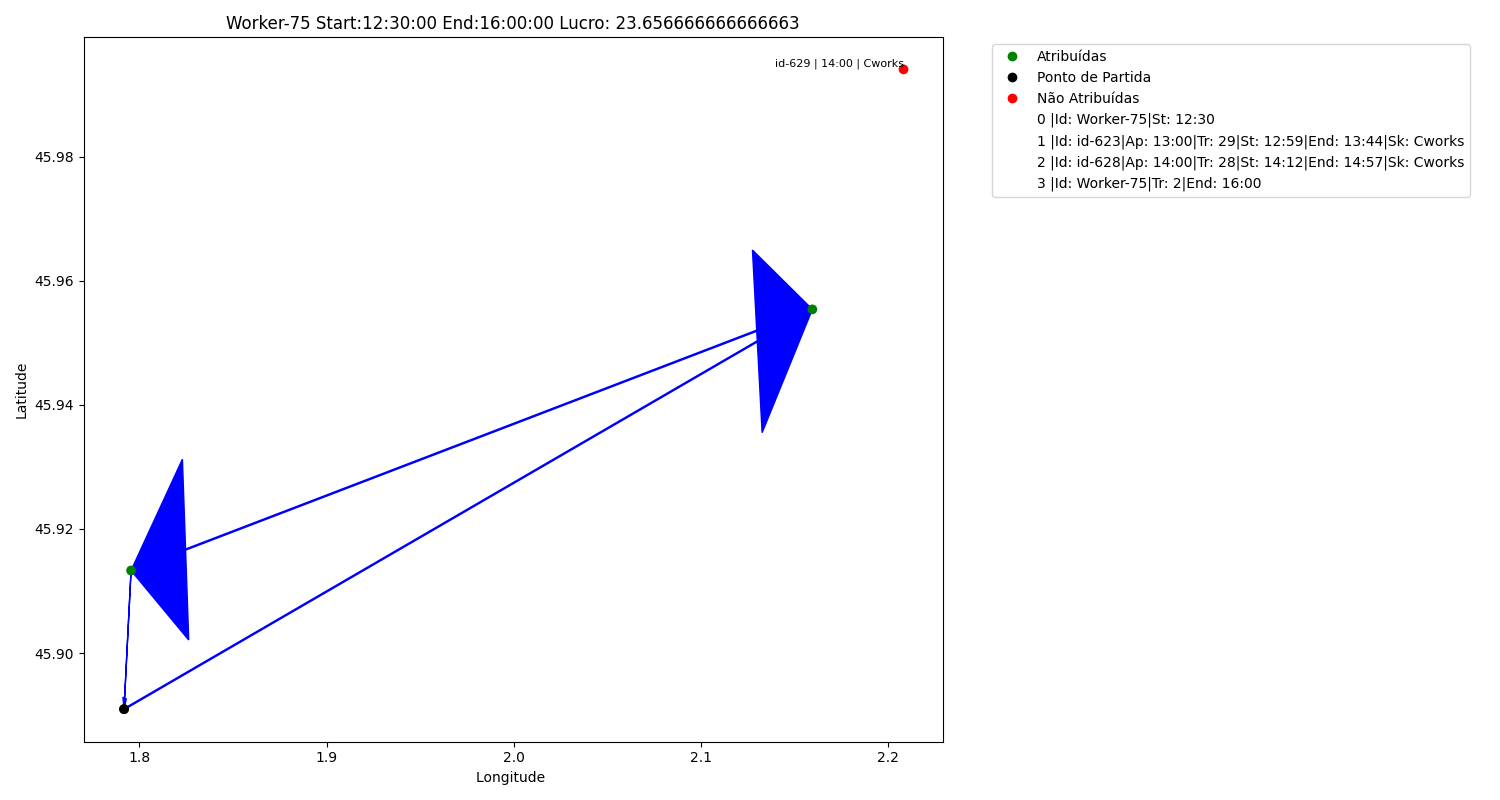 Worker-75 Start:12:30:00 End:16:00:00 Lucro: 23.656666666666663
id-629 | 14:00 | Cworks
45.98
45.96
45.94
45.92
45.90
Latitude
1.8 1.9 2.0 2.1 2.2
Longitude
Atribuídas
Ponto de Partida
Não Atribuídas
0 |Id: Worker-75|St: 12:30
1 |Id: id-623|Ap: 13:00|Tr: 29|St: 12:59|End: 13:44|Sk: Cworks
2 |Id: id-628|Ap: 14:00|Tr: 28|St: 14:12|End: 14:57|Sk: Cworks
3 |Id: Worker-75|Tr: 2|End: 16:00